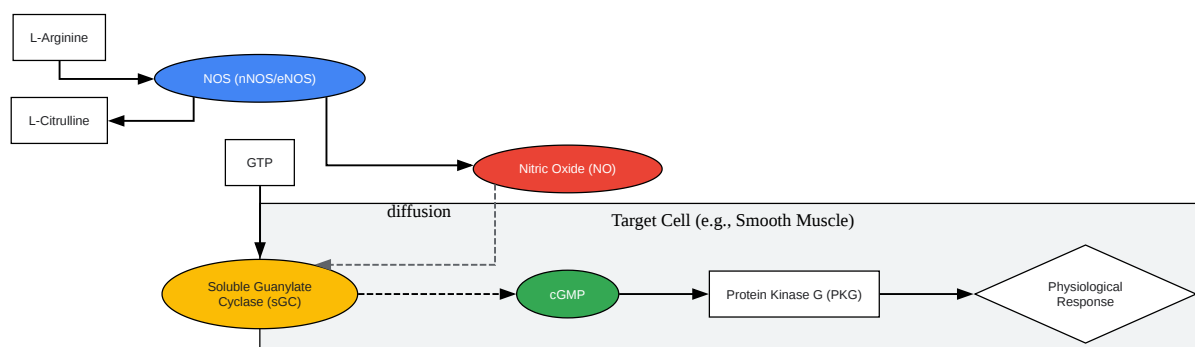 L-Arginine
NOS (nNOS/eNOS)
L-Citrulline
GTP
Nitric Oxide (NO)
diffusion
Target Cell (e.g., Smooth Muscle)
Soluble Guanylate
Cyclase (sGC)
cGMP
Protein Kinase G (PKG)
Physiological
Response